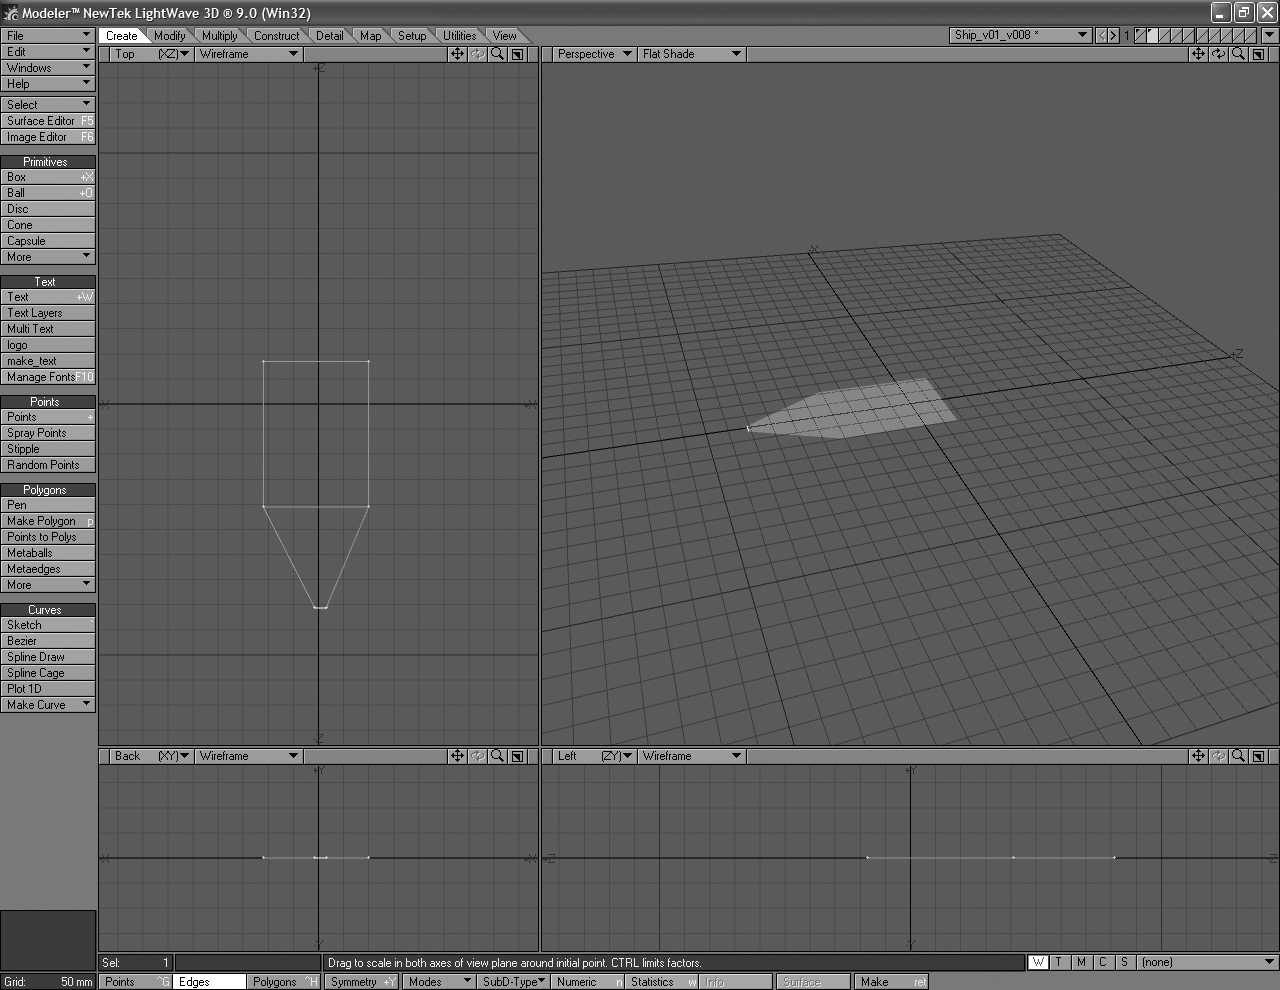 Modeler™ NewTek LightWave 3D ® 9.0 (Win32)
File
Edit
Windows
Help
Select
Surface Editor F5
Image Editor F6
Primitives
Box +X
Ball +O
Disc
Cone
Capsule
More
Text
Text +W
Text Layers
Multi Text
logo
make_text
Manage Fonts F10
Points
Points +
Spray Points
Stipple
Random Points
Polygons
Pen
Make Polygon p
Points to Polys
Metaballs
Metaedges
More
Curves
Sketch
Bezier
Spline Draw
Spline Cage
Plot 1D
Make Curve
Create Modify Multiply Construct Detail Map Setup Utilities View
Ship_v01_v008 * 1
Top (XZ) Wireframe
Perspective Flat Shade
Back (XY) Wireframe
Left (ZY) Wireframe
Sel: 1
Drag to scale in both axes of view plane around initial point. CTRL limits factors.
W T M C S (none)
Grid: 50 mm
Points ^G Edges Polygons ^H Symmetry +Y Modes SubD-Type Numeric n Statistics w Info Surface Make ret